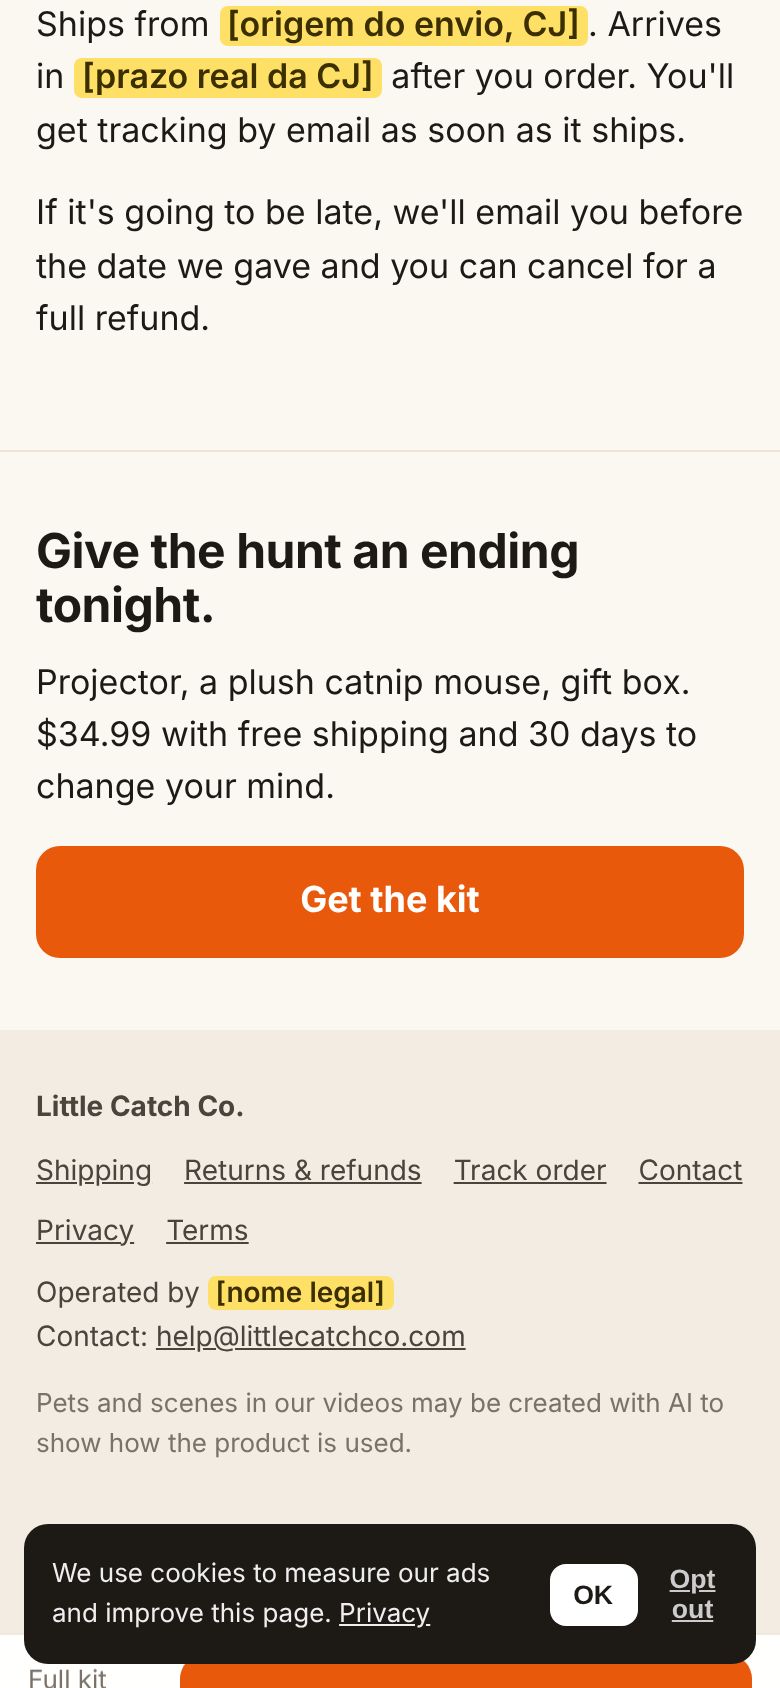 Ships from [origem do envio, CJ]. Arrives
in [prazo real da CJ] after you order. You'll
get tracking by email as soon as it ships.
If it's going to be late, we'll email you before
the date we gave and you can cancel for a
full refund.
Give the hunt an ending
tonight.
Projector, a plush catnip mouse, gift box.
$34.99 with free shipping and 30 days to
change your mind.
Get the kit
Little Catch Co.
Shipping Returns & refunds Track order Contact
Privacy Terms
Operated by [nome legal]
Contact: help@littlecatchco.com
Pets and scenes in our videos may be created with AI to
show how the product is used.
We use cookies to measure our ads
and improve this page. Privacy
OK
Opt
out
Full kit